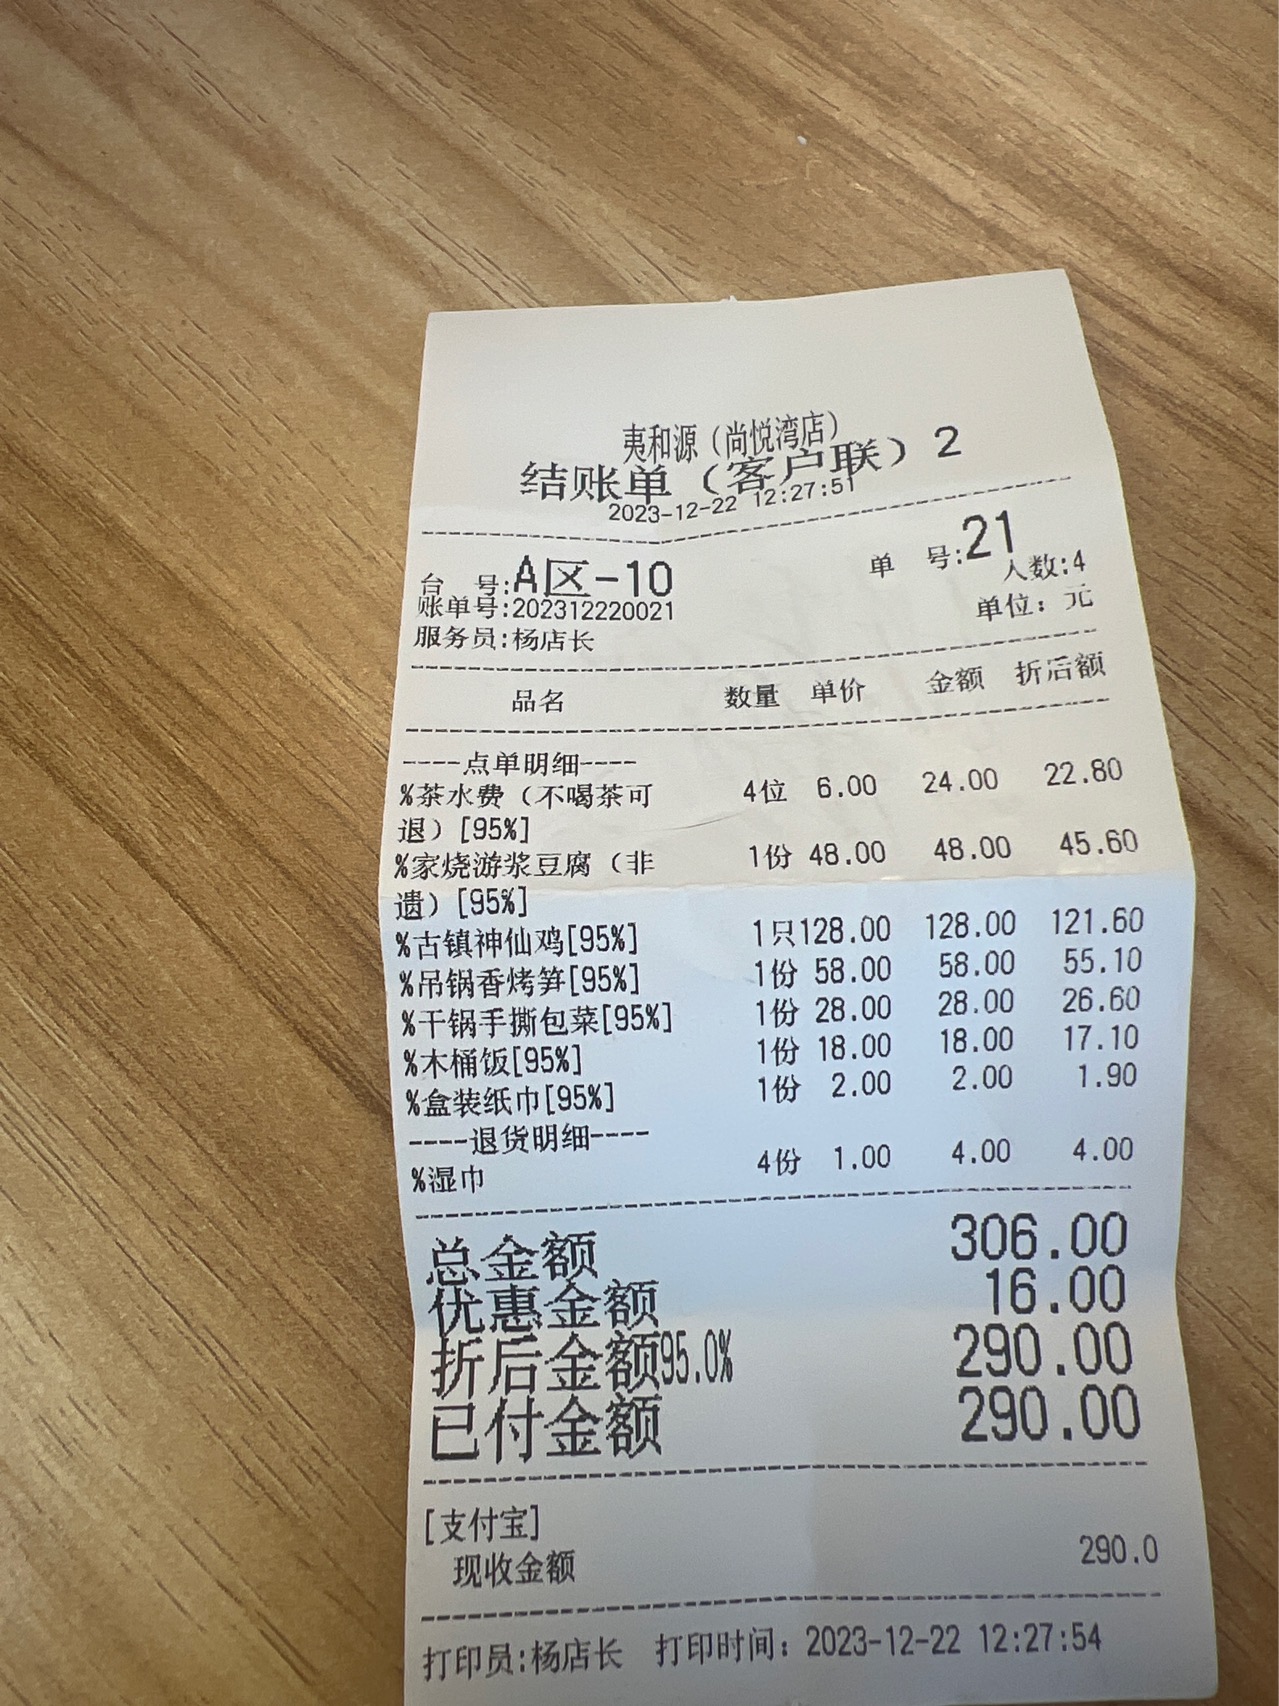 夷和源（尚悦湾店）
结账单（客户联）2
2023-12-22 12:27:51
台 号:A区-10 单 号:21
账单号:202312220021 人数:4
服务员:杨店长 单位：元
品名 数量 单价 金额 折后额
----点单明细----
%茶水费（不喝茶可 4位 6.00 24.00 22.80
退）[95%]
%家烧游浆豆腐（非 1份 48.00 48.00 45.60
遗）[95%]
%古镇神仙鸡[95%] 1只128.00 128.00 121.60
%吊锅香烤笋[95%] 1份 58.00 58.00 55.10
%干锅手撕包菜[95%] 1份 28.00 28.00 26.60
%木桶饭[95%] 1份 18.00 18.00 17.10
%盒装纸巾[95%] 1份 2.00 2.00 1.90
----退货明细----
%湿巾 4份 1.00 4.00 4.00
总金额 306.00
优惠金额 16.00
折后金额95.0% 290.00
已付金额 290.00
[支付宝]
现收金额 290.0
打印员:杨店长 打印时间：2023-12-22 12:27:54